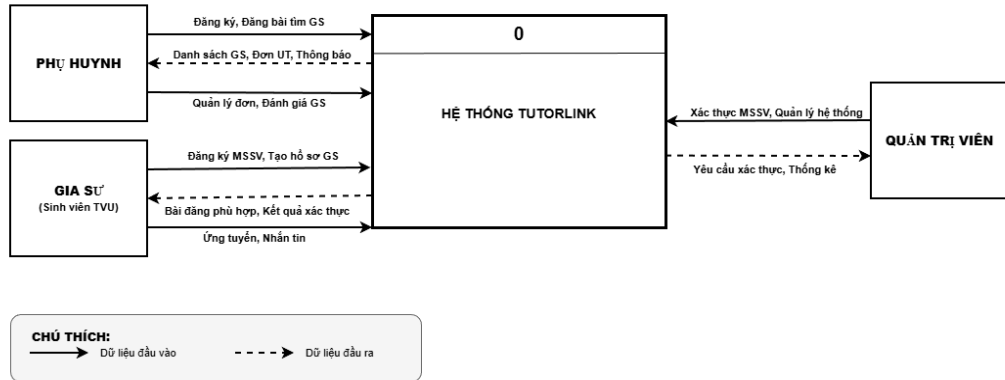 Đăng ký, Đăng bài tìm GS
0
PHỤ HUYNH
Danh sách GS, Đơn UT, Thông báo
Quản lý đơn, Đánh giá GS
HỆ THỐNG TUTORLINK
Xác thực MSSV, Quản lý hệ thống
QUẢN TRỊ VIÊN
Đăng ký MSSV, Tạo hồ sơ GS
Yêu cầu xác thực, Thống kê
GIA SƯ
(Sinh viên TVU)
Bài đăng phù hợp, Kết quả xác thực
Ứng tuyển, Nhắn tin
CHÚ THÍCH:
Dữ liệu đầu vào
Dữ liệu đầu ra